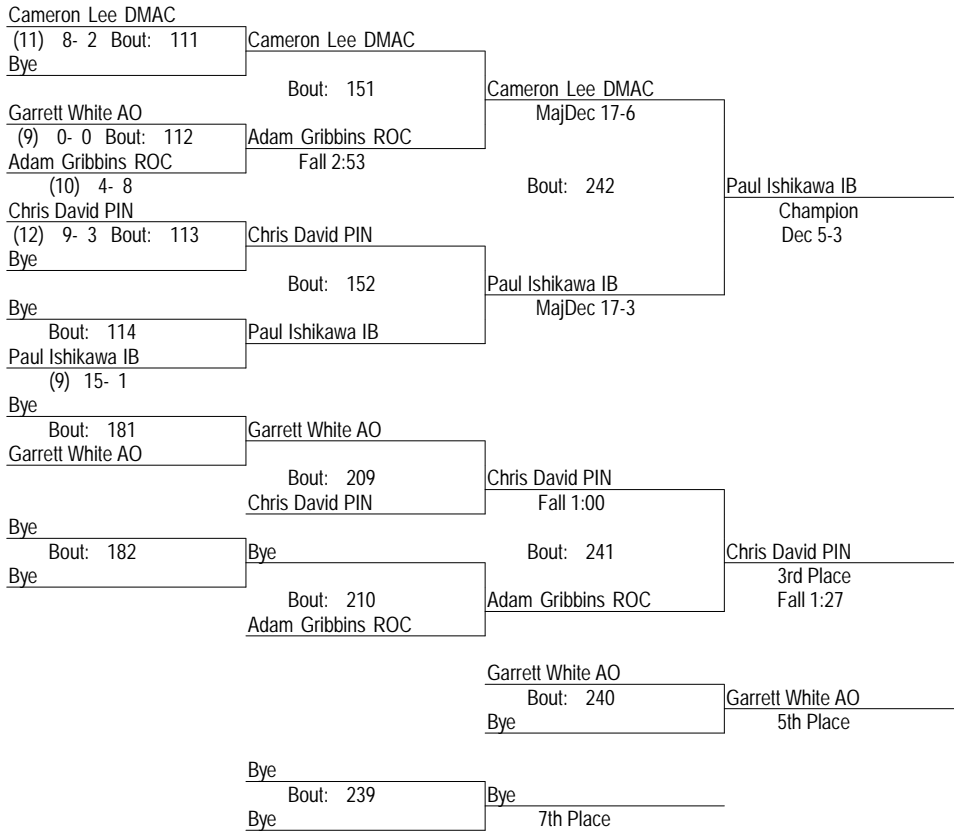 Cameron Lee DMAC
(11) 8- 2 Bout: 111 Cameron Lee DMAC
Bye
Bout: 151 Cameron Lee DMAC
Garrett White AO MajDec 17-6
(9) 0- 0 Bout: 112 Adam Gribbins ROC
Adam Gribbins ROC Fall 2:53
(10) 4- 8 Bout: 242 Paul Ishikawa IB
Chris David PIN Champion
(12) 9- 3 Bout: 113 Chris David PIN Dec 5-3
Bye
Bout: 152 Paul Ishikawa IB
Bye MajDec 17-3
Bout: 114 Paul Ishikawa IB
Paul Ishikawa IB
(9) 15- 1
Bye
Bout: 181 Garrett White AO
Garrett White AO
Bout: 209 Chris David PIN
Chris David PIN Fall 1:00
Bye
Bout: 182 Bye Bout: 241 Chris David PIN
Bye 3rd Place
Bout: 210 Adam Gribbins ROC Fall 1:27
Adam Gribbins ROC
Garrett White AO
Bout: 240 Garrett White AO
Bye 5th Place
Bye
Bout: 239 Bye
Bye 7th Place